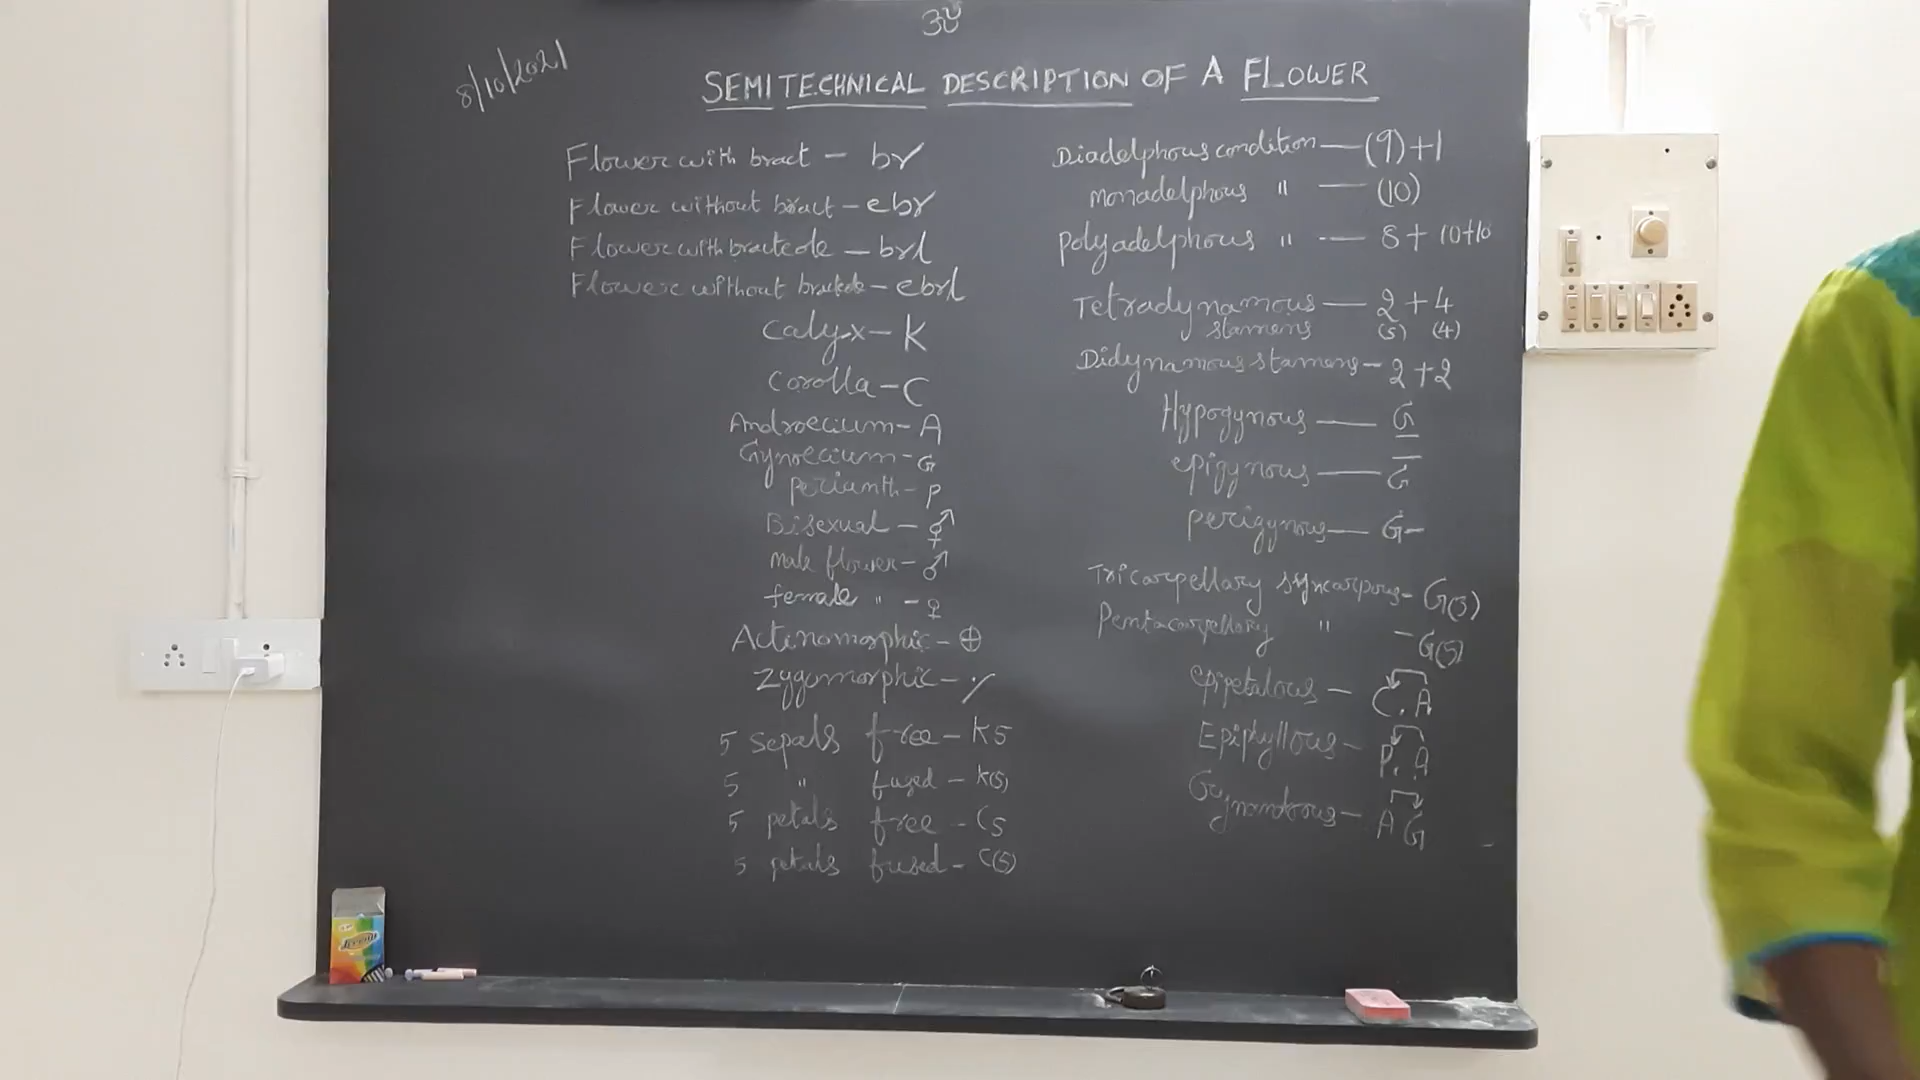 8/10/2021
SEMITECHNICAL DESCRIPTION OF A FLOWER
Flower with bract - br
Flower without bract - ebr
Flower with bracteole - brl
Flower without bracteole - ebrl
Calyx - K
Corolla - C
Androecium - A
Gynoecium - G
perianth - P
Bisexual - ⚥
male flower - ♂
female " - ♀
Actinomorphic - ⊕
Zygomorphic - ·/·
5 Sepals free - K5
5 " fused - K(5)
5 petals free - C5
5 petals fused - C(5)
Diadelphous condition — (9)+1
monadelphous " — (10)
polyadelphous " — 8+10+10
Tetradynamous — 2+4
stamens (S) (4)
Didynamous stamens - 2+2
Hypogynous — G̲
epigynous — G̅
perigynous — G-
Tricarpellary syncarpous - G(3)
Pentacarpellary " - G(5)
epipetalous - C.A
Epiphyllous - P.A
Gynandrous - A G